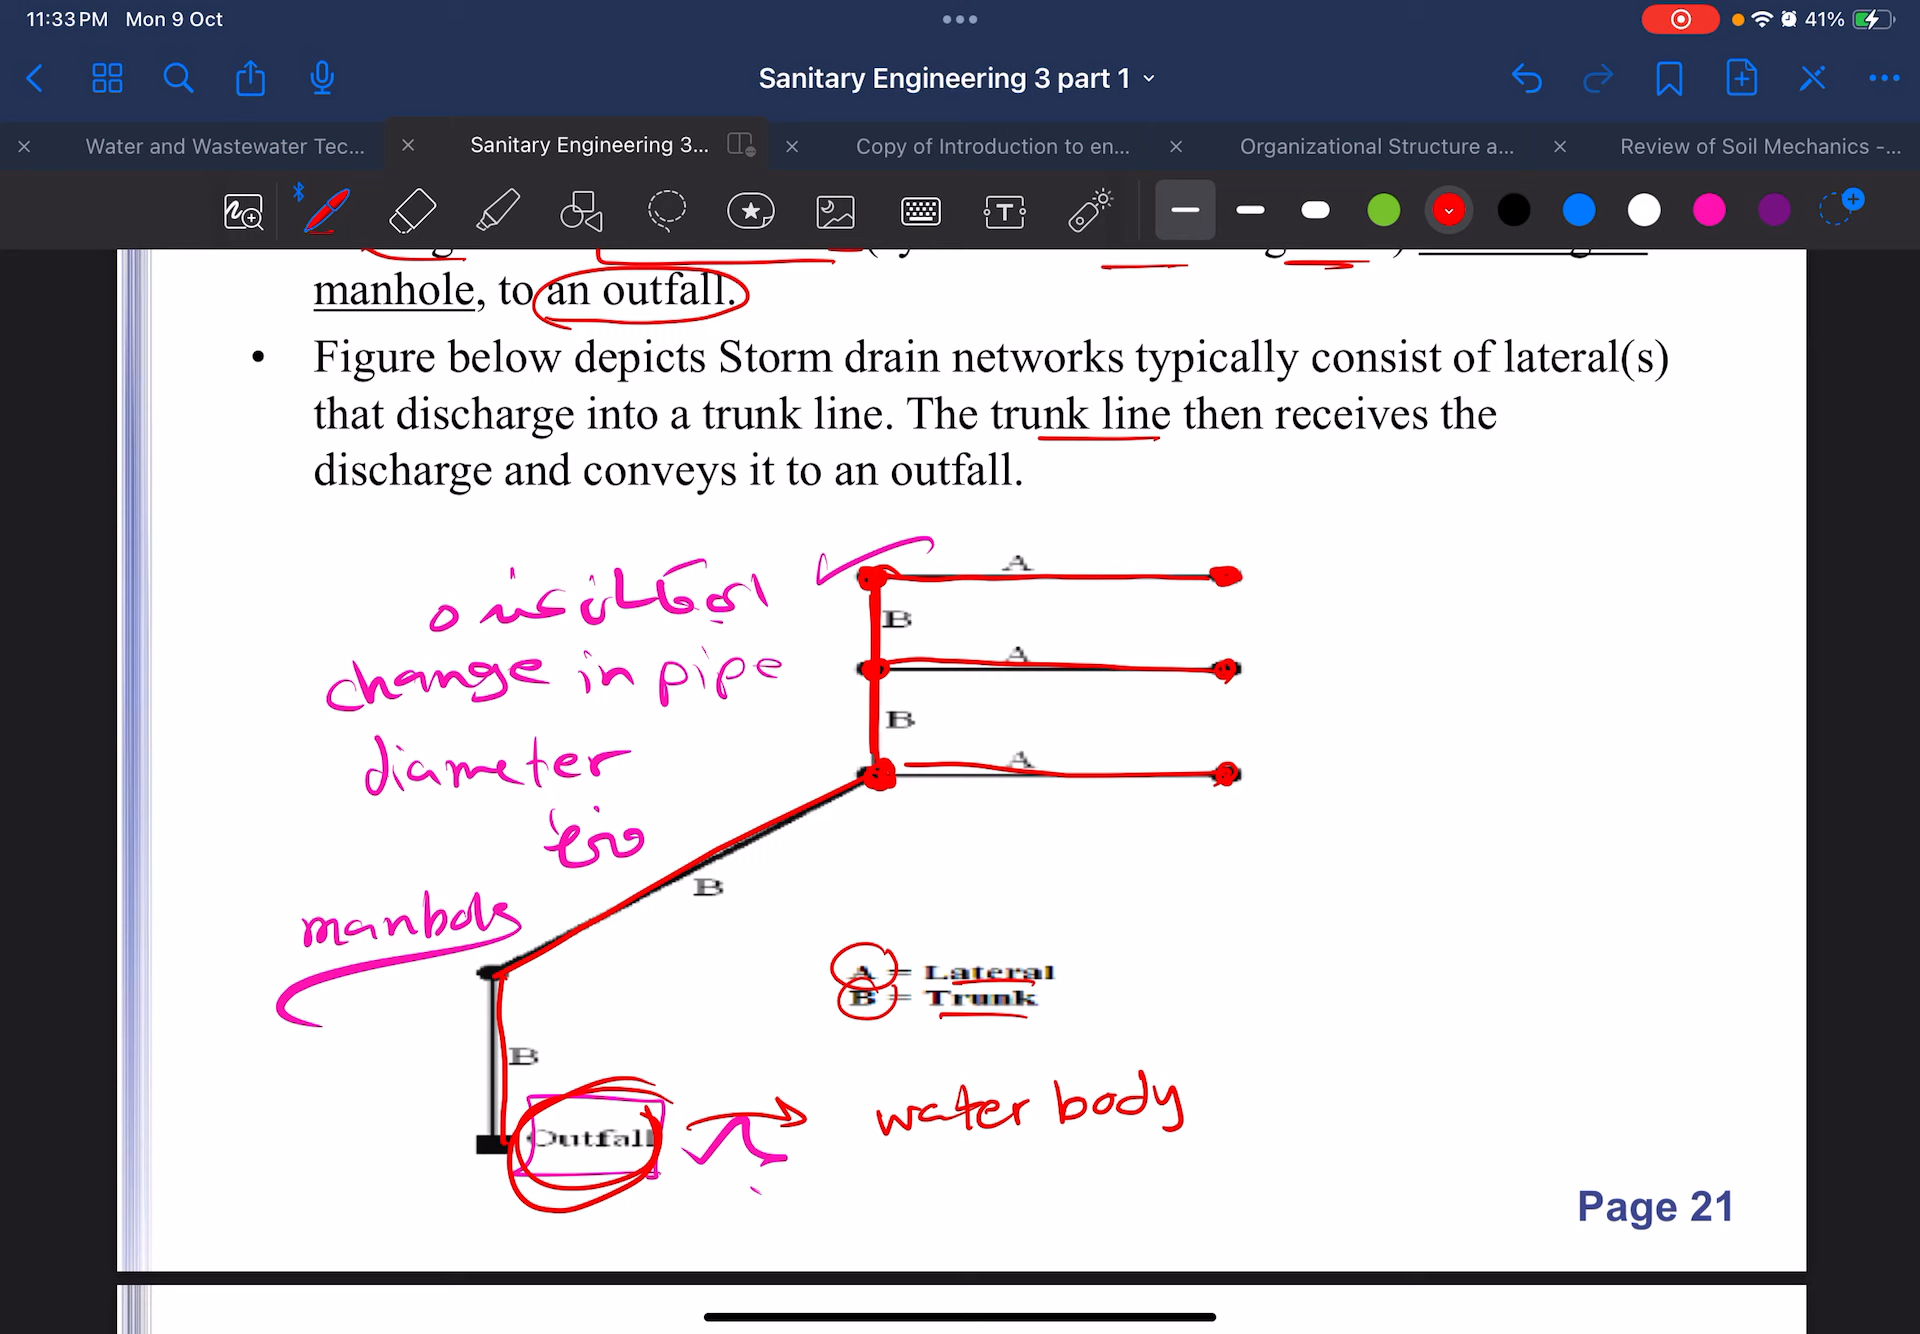 11:33 PM Mon 9 Oct
41%
Sanitary Engineering 3 part 1
Water and Wastewater Tec...
Sanitary Engineering 3...
Copy of Introduction to en...
Organizational Structure a...
Review of Soil Mechanics -...
manhole, to an outfall.
• Figure below depicts Storm drain networks typically consist of lateral(s)
that discharge into a trunk line. The trunk line then receives the
discharge and conveys it to an outfall.
A
B
change in pipe
A
B
diameter
A
B
A = Lateral
B = Trunk
B
Outfall
water body
Page 21